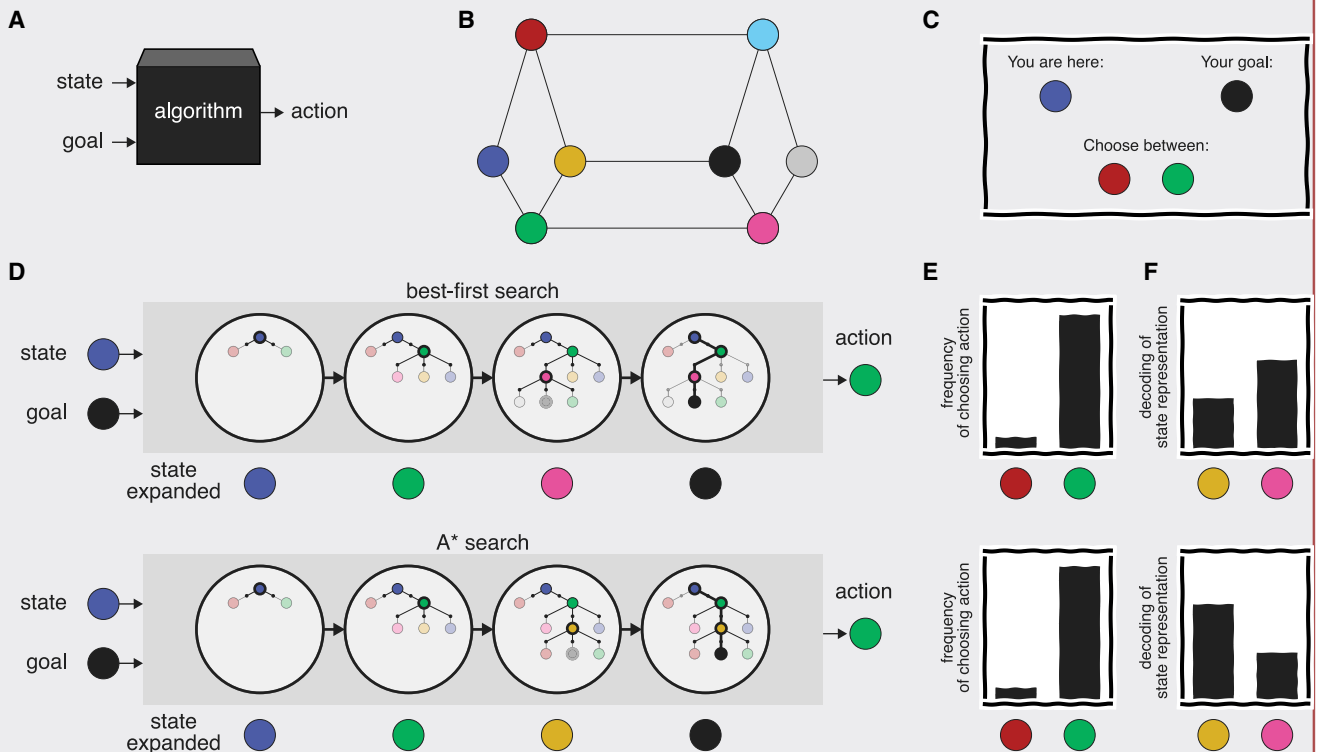 A
state
goal
algorithm
action
B
C
You are here:
Your goal:
Choose between:
D
best-first search
state
goal
action
state
expanded
E
frequency
of choosing action
F
decoding of
state representation
A* search
state
goal
action
state
expanded
frequency
of choosing action
decoding of
state representation